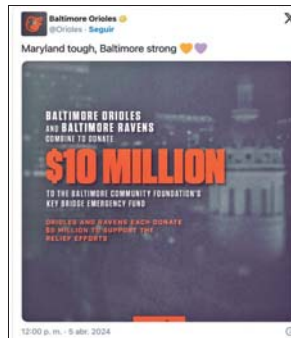 Baltimore Orioles
@Orioles · Seguir
Maryland tough, Baltimore strong 🧡💜
BALTIMORE ORIOLES
AND BALTIMORE RAVENS
COMBINE TO DONATE
$10 MILLION
TO THE BALTIMORE COMMUNITY FOUNDATION'S
KEY BRIDGE EMERGENCY FUND
ORIOLES AND RAVENS EACH DONATE
$5 MILLION TO SUPPORT THE
RELIEF EFFORTS
12:00 p. m. · 5 abr. 2024